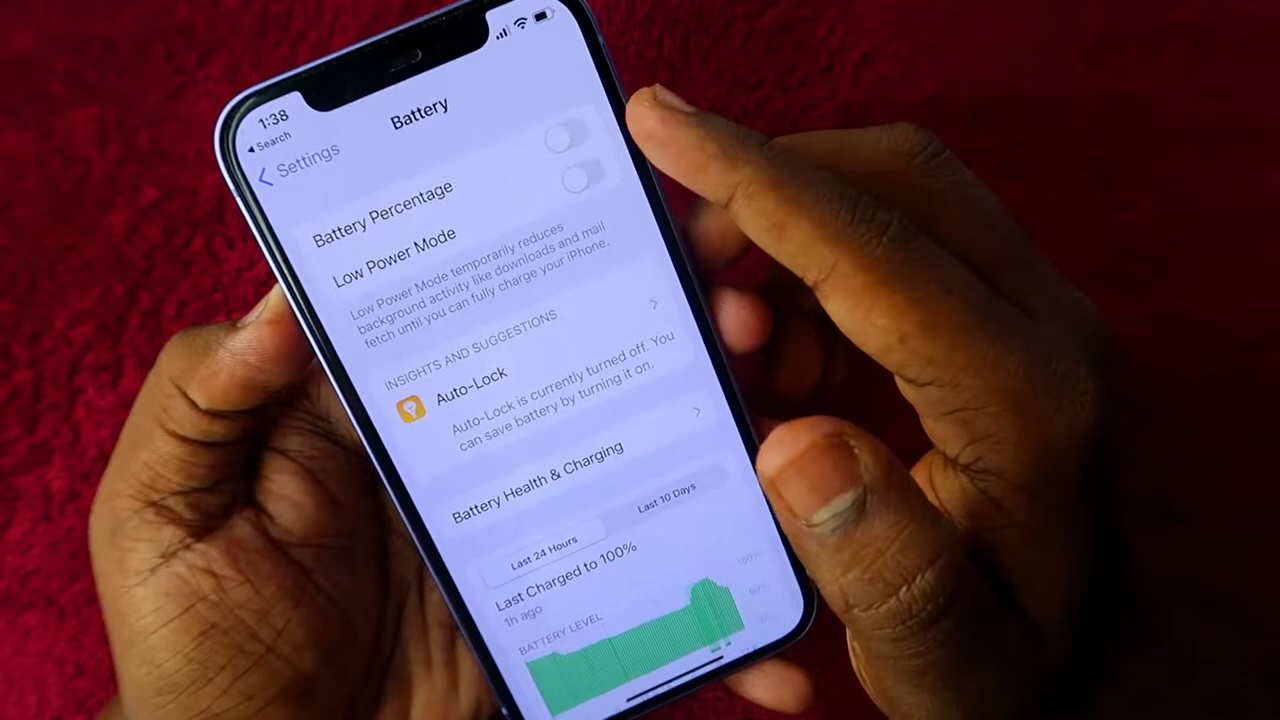 1:38
Search
Settings
Battery
Battery Percentage
Low Power Mode
Low Power Mode temporarily reduces
background activity like downloads and mail
fetch until you can fully charge your iPhone.
INSIGHTS AND SUGGESTIONS
Auto-Lock
Auto-Lock is currently turned off. You
can save battery by turning it on.
Battery Health & Charging
Last 24 Hours
Last 10 Days
Last Charged to 100%
1h ago
BATTERY LEVEL
100%
50%
0%